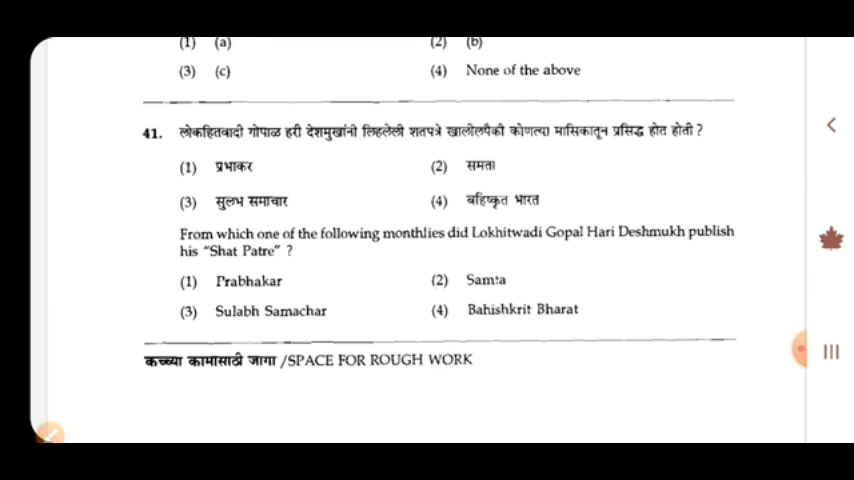 (1) (a) (2) (b)
(3) (c) (4) None of the above
41. लोकहितवादी गोपाळ हरी देशमुखांनी लिहलेली शतपत्रे खालीलपैकी कोणत्या मासिकातून प्रसिद्ध होत होती ?
(1) प्रभाकर (2) समता
(3) सुलभ समाचार (4) बहिष्कृत भारत
From which one of the following monthlies did Lokhitwadi Gopal Hari Deshmukh publish
his “Shat Patre” ?
(1) Prabhakar (2) Samta
(3) Sulabh Samachar (4) Bahishkrit Bharat
कच्च्या कामासाठी जागा /SPACE FOR ROUGH WORK